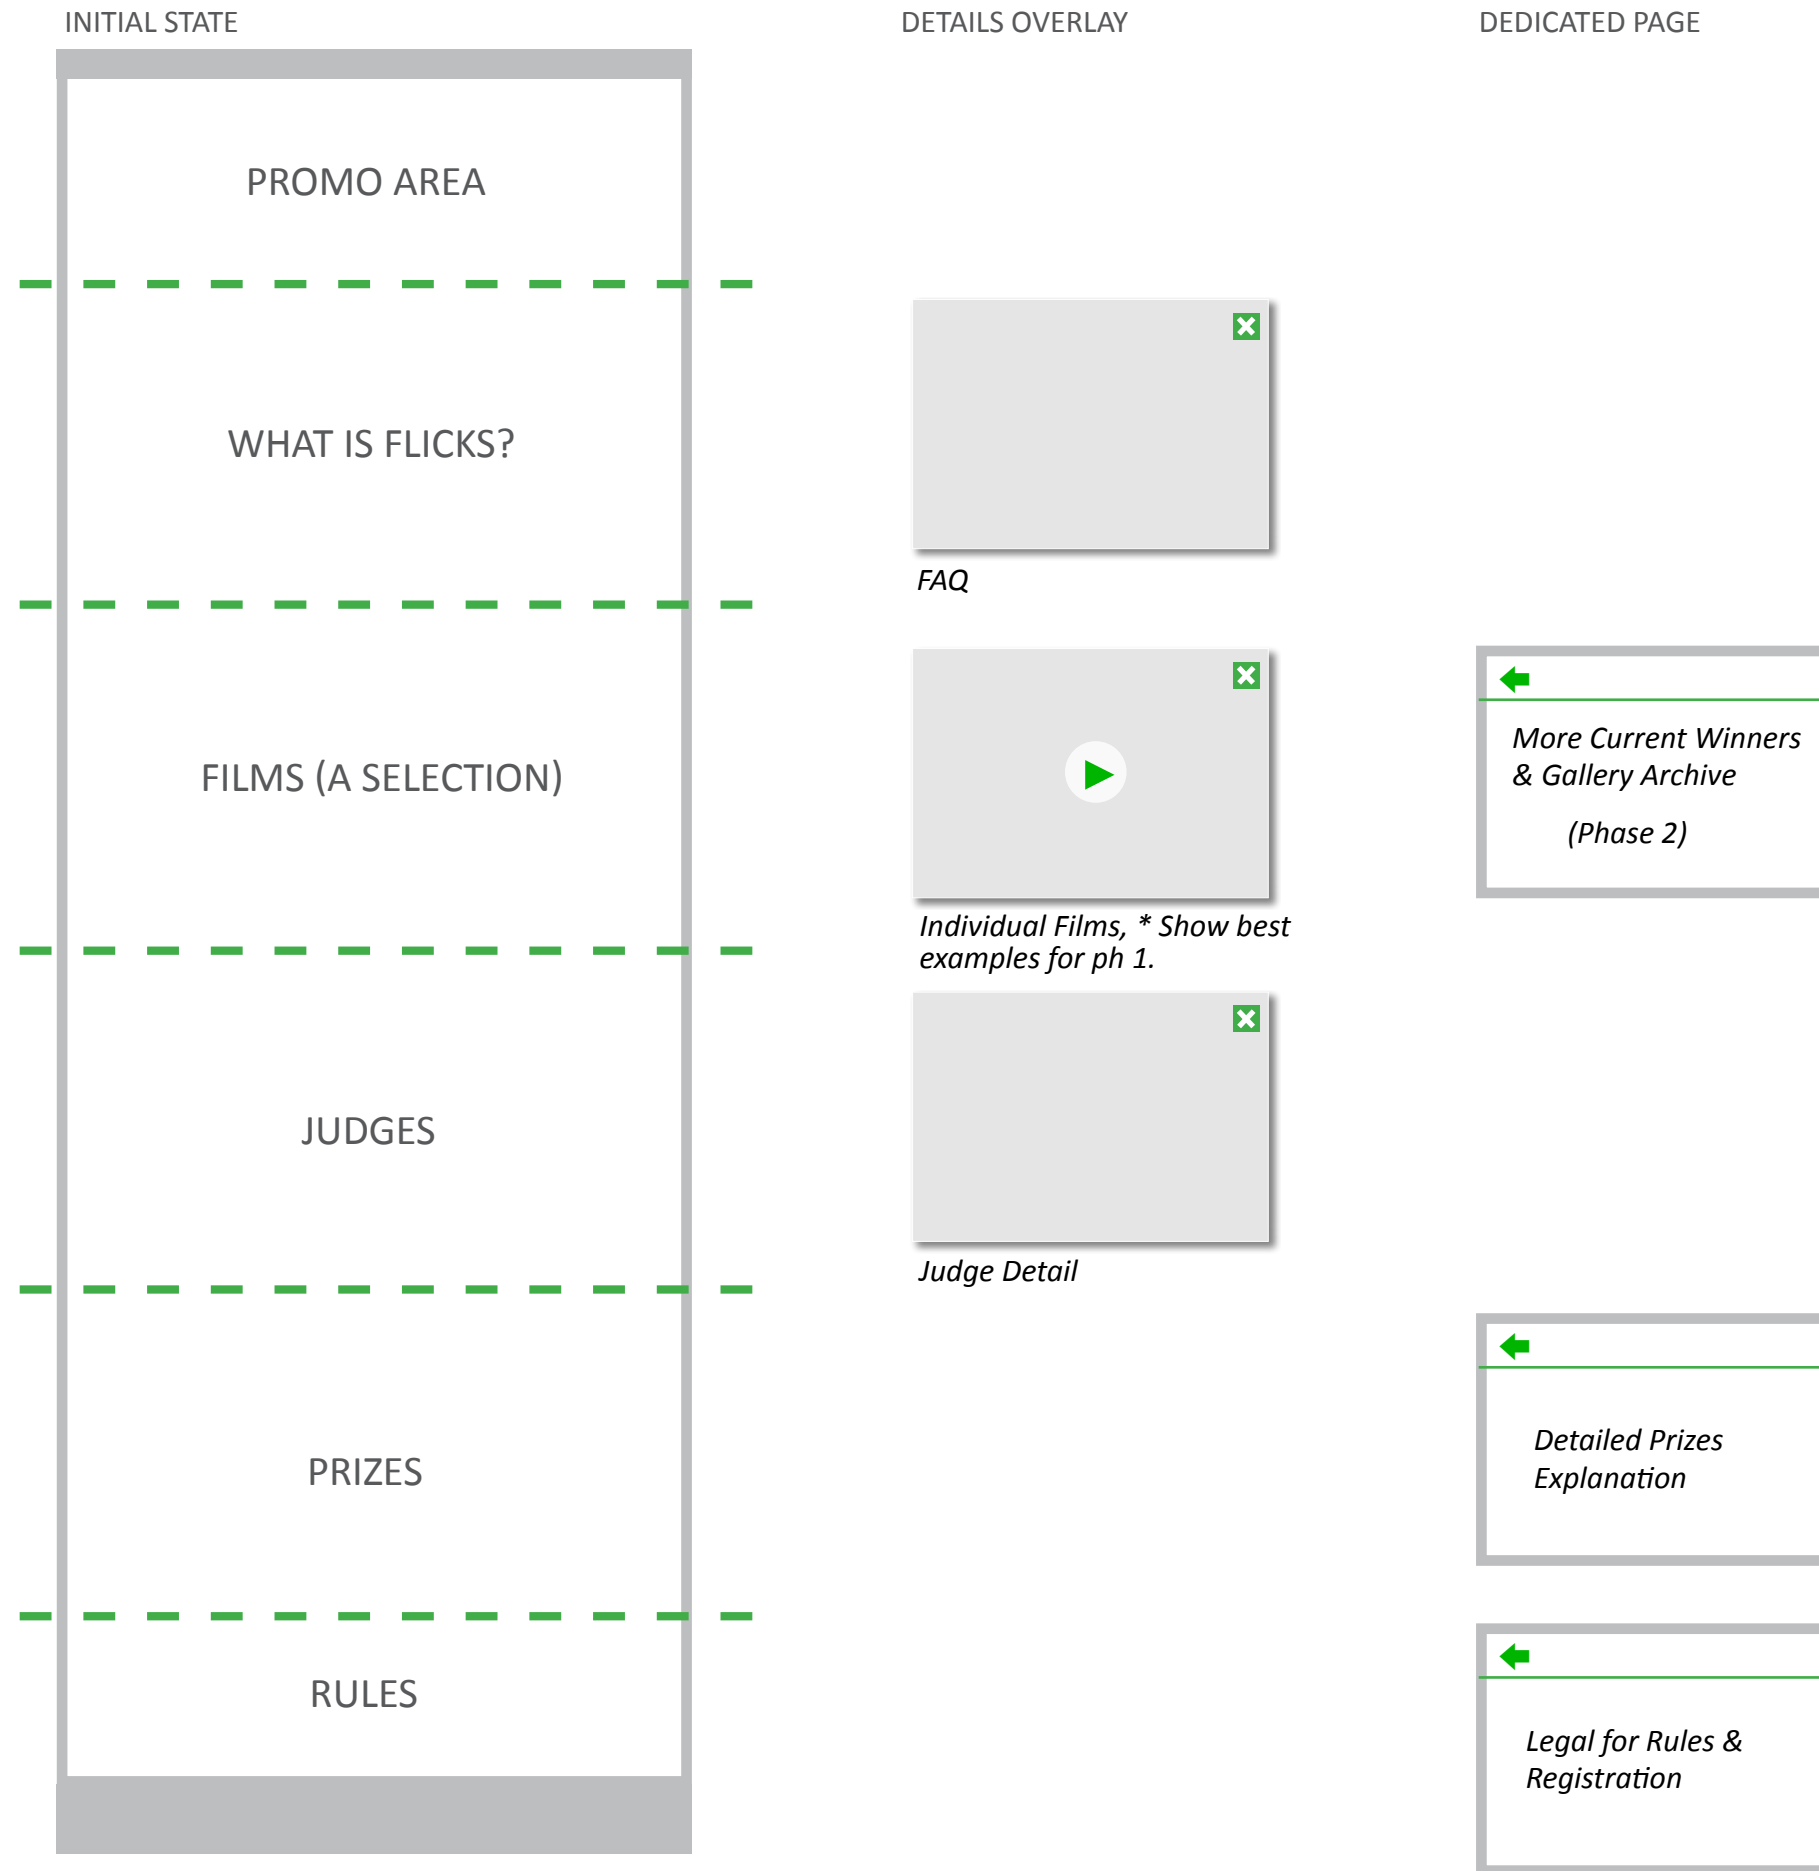 INITIAL STATE
DETAILS OVERLAY
DEDICATED PAGE
PROMO AREA
WHAT IS FLICKS?
FAQ
FILMS (A SELECTION)
Individual Films, * Show best
examples for ph 1.
More Current Winners
& Gallery Archive
(Phase 2)
JUDGES
Judge Detail
PRIZES
Detailed Prizes
Explanation
RULES
Legal for Rules &
Registration